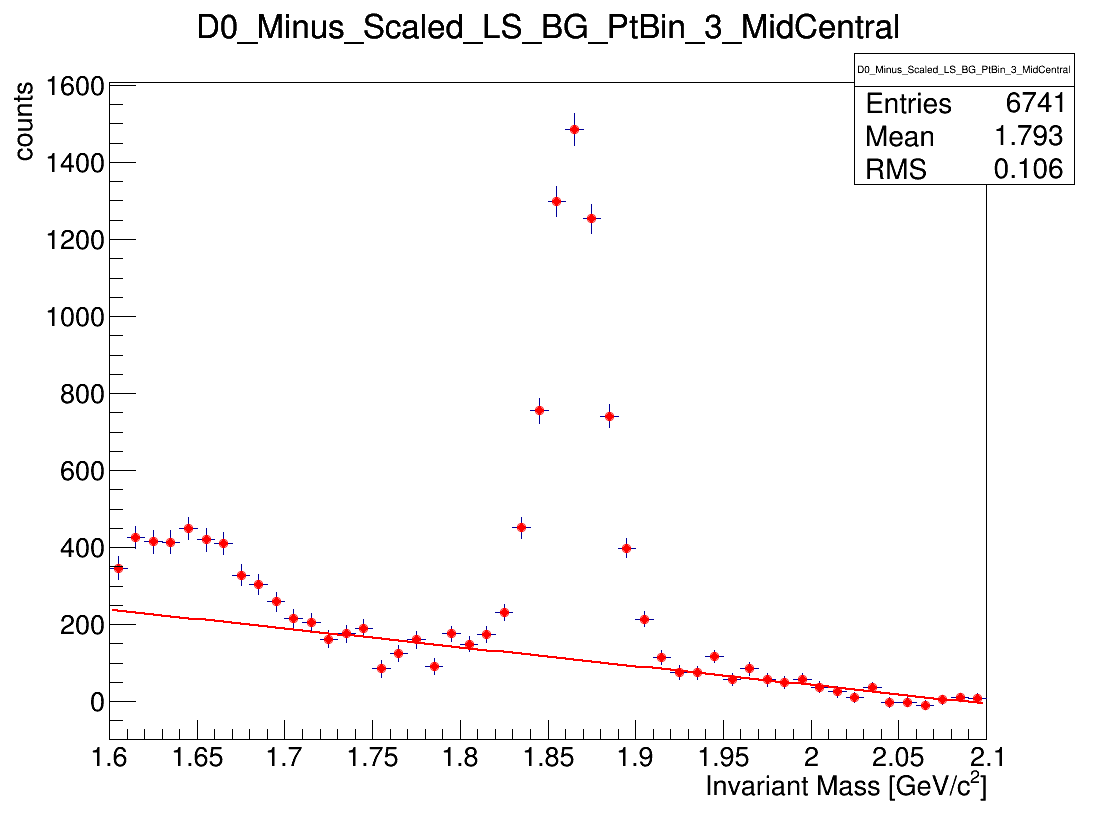 D0_Minus_Scaled_LS_BG_PtBin_3_MidCentral
D0_Minus_Scaled_LS_BG_PtBin_3_MidCentral
Entries 6741
Mean 1.793
RMS 0.106
counts
1600
1400
1200
1000
800
600
400
200
0
1.6 1.65 1.7 1.75 1.8 1.85 1.9 1.95 2 2.05 2.1
Invariant Mass [GeV/c²]